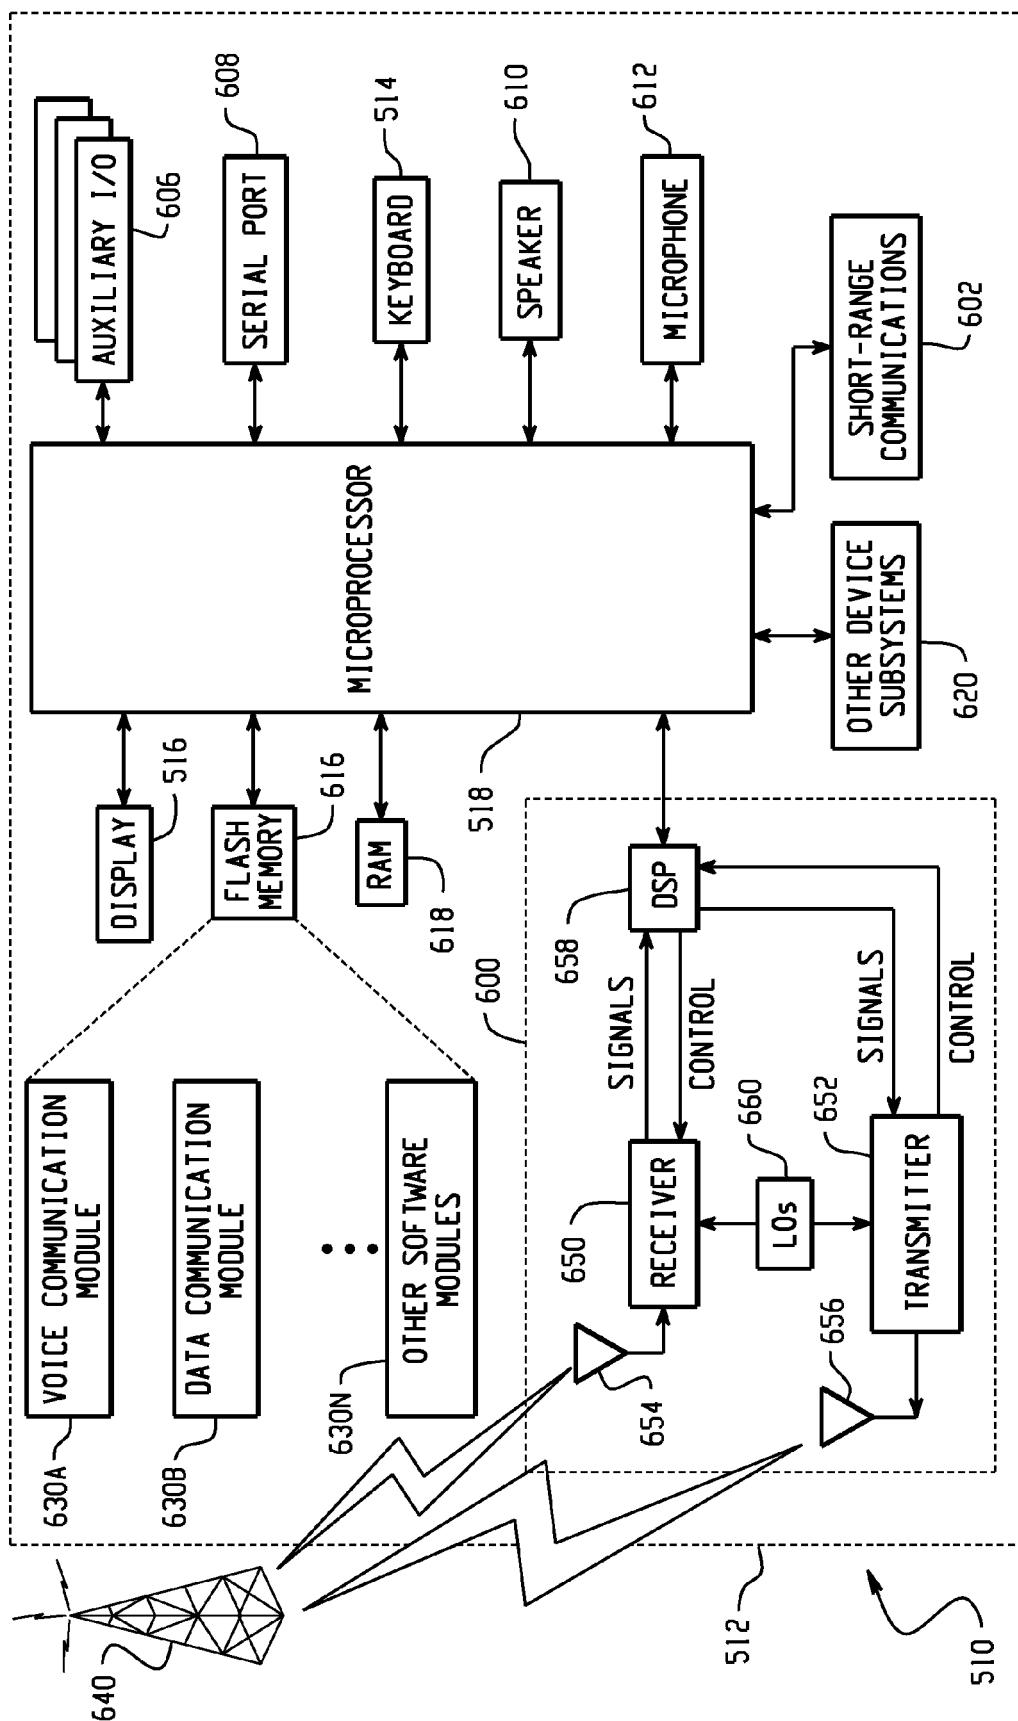 640
630A
VOICE COMMUNICATION
MODULE
630B
DATA COMMUNICATION
MODULE
630N
OTHER SOFTWARE
MODULES
DISPLAY
516
FLASH
MEMORY
616
RAM
618
518
MICROPROCESSOR
AUXILIARY I/O
606
SERIAL PORT
608
KEYBOARD
514
SPEAKER
610
MICROPHONE
612
SHORT-RANGE
COMMUNICATIONS
602
OTHER DEVICE
SUBSYSTEMS
620
600
658
DSP
SIGNALS
CONTROL
650
RECEIVER
654
660
LOs
652
TRANSMITTER
656
SIGNALS
CONTROL
512
510